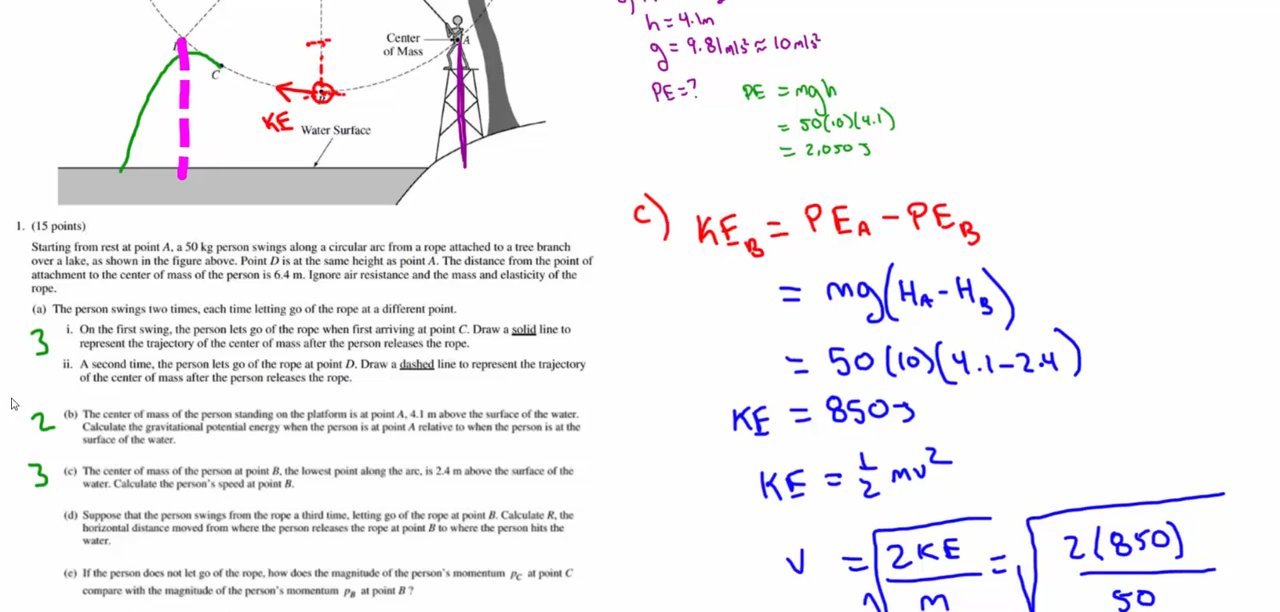 h = 4.1m
g = 9.81m/s² ≈ 10m/s²
PE = ?
PE = mgh
= 50(10)(4.1)
= 2,050 J
Center
of Mass
A
C
KE
Water Surface
c) KE_B = PE_A - PE_B
= mg(H_A - H_B)
= 50(10)(4.1-2.4)
KE = 850J
KE = 1/2 mv²
V = √(2KE/m) = √(2(850)/50)
1. (15 points)
Starting from rest at point A, a 50 kg person swings along a circular arc from a rope attached to a tree branch
over a lake, as shown in the figure above. Point D is at the same height as point A. The distance from the point of
attachment to the center of mass of the person is 6.4 m. Ignore air resistance and the mass and elasticity of the
rope.
(a) The person swings two times, each time letting go of the rope at a different point.
3
i. On the first swing, the person lets go of the rope when first arriving at point C. Draw a solid line to
represent the trajectory of the center of mass after the person releases the rope.
ii. A second time, the person lets go of the rope at point D. Draw a dashed line to represent the trajectory
of the center of mass after the person releases the rope.
2
(b) The center of mass of the person standing on the platform is at point A, 4.1 m above the surface of the water.
Calculate the gravitational potential energy when the person is at point A relative to when the person is at the
surface of the water.
3
(c) The center of mass of the person at point B, the lowest point along the arc, is 2.4 m above the surface of the
water. Calculate the person's speed at point B.
(d) Suppose that the person swings from the rope a third time, letting go of the rope at point B. Calculate R, the
horizontal distance moved from where the person releases the rope at point B to where the person hits the
water.
(e) If the person does not let go of the rope, how does the magnitude of the person's momentum p_C at point C
compare with the magnitude of the person's momentum p_B at point B?